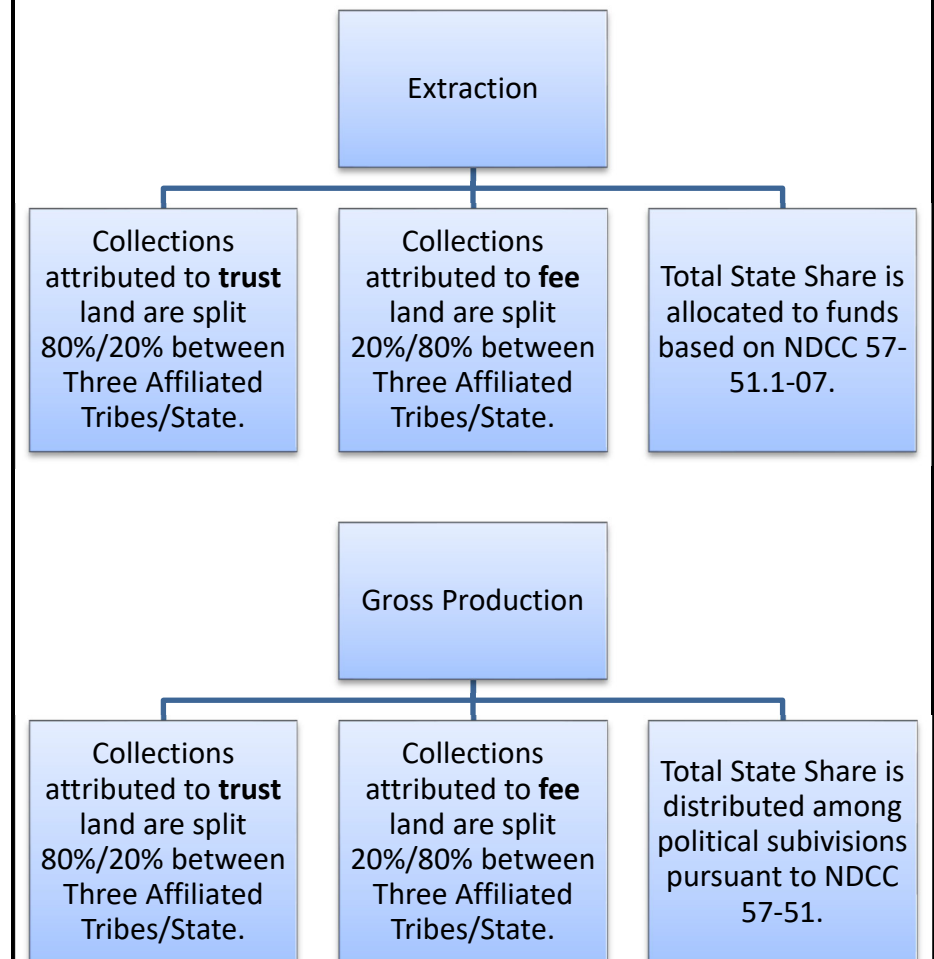 Extraction
Collections
attributed to trust
land are split
80%/20% between
Three Affiliated
Tribes/State.
Collections
attributed to fee
land are split
20%/80% between
Three Affiliated
Tribes/State.
Total State Share is
allocated to funds
based on NDCC 57-
51.1-07.
Gross Production
Collections
attributed to trust
land are split
80%/20% between
Three Affiliated
Tribes/State.
Collections
attributed to fee
land are split
20%/80% between
Three Affiliated
Tribes/State.
Total State Share is
distributed among
political subivisions
pursuant to NDCC
57-51.